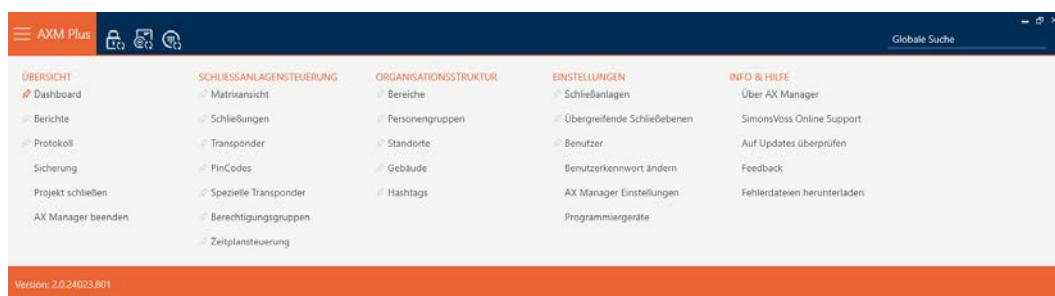 AXM Plus
Globale Suche
ÜBERSICHT
Dashboard
Berichte
Protokoll
Sicherung
Projekt schließen
AX Manager beenden
SCHLIESSANLAGENSTEUERUNG
Matrixansicht
Schließungen
Transponder
PinCodes
Spezielle Transponder
Berechtigungsgruppen
Zeitplansteuerung
ORGANISATIONSSTRUKTUR
Bereiche
Personengruppen
Standorte
Gebäude
Hashtags
EINSTELLUNGEN
Schließanlagen
Übergreifende Schließebenen
Benutzer
Benutzerkennwort ändern
AX Manager Einstellungen
Programmiergeräte
INFO & HILFE
Über AX Manager
SimonsVoss Online Support
Auf Updates überprüfen
Feedback
Fehlerdateien herunterladen
Version: 2.0.24023.801